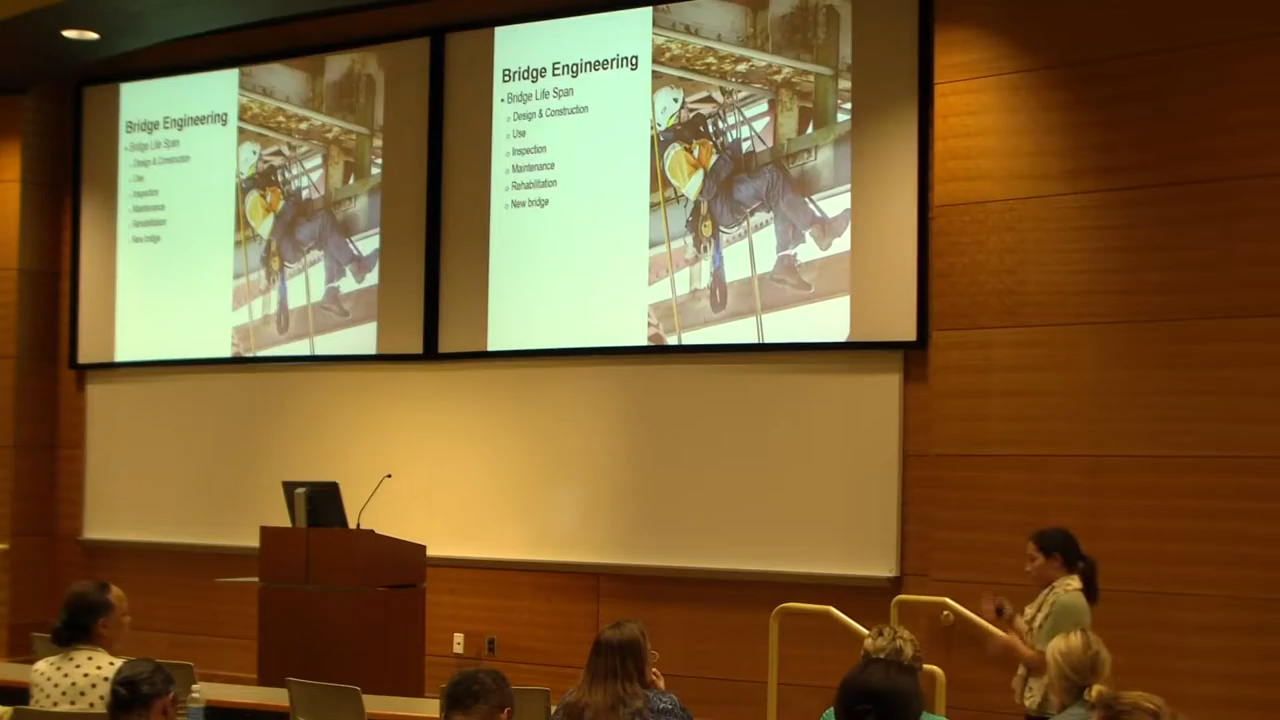 Bridge Engineering
• Bridge Life Span
o Design & Construction
o Use
o Inspection
o Maintenance
o Rehabilitation
o New bridge
Bridge Engineering
• Bridge Life Span
o Design & Construction
o Use
o Inspection
o Maintenance
o Rehabilitation
o New bridge